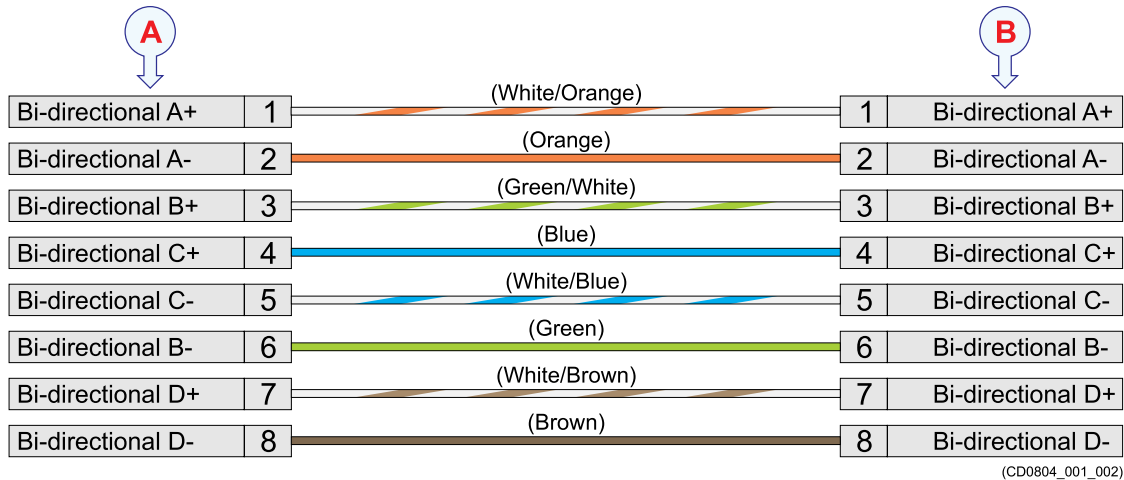 A B
(White/Orange)
Bi-directional A+ 1 1 Bi-directional A+
(Orange)
Bi-directional A- 2 2 Bi-directional A-
(Green/White)
Bi-directional B+ 3 3 Bi-directional B+
(Blue)
Bi-directional C+ 4 4 Bi-directional C+
(White/Blue)
Bi-directional C- 5 5 Bi-directional C-
(Green)
Bi-directional B- 6 6 Bi-directional B-
(White/Brown)
Bi-directional D+ 7 7 Bi-directional D+
(Brown)
Bi-directional D- 8 8 Bi-directional D-
(CD0804_001_002)